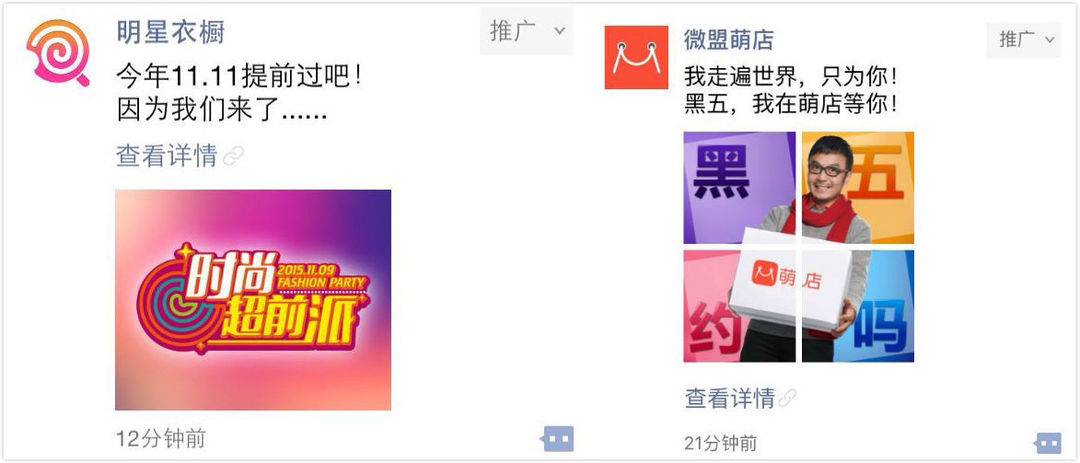 明星衣橱
推广
今年11.11提前过吧！
因为我们来了......
查看详情
时尚
2015.11.09
FASHION PARTY
超前派
12分钟前
微盟萌店
推广
我走遍世界，只为你！
黑五，我在萌店等你！
黑五
萌店
约吗
查看详情
21分钟前